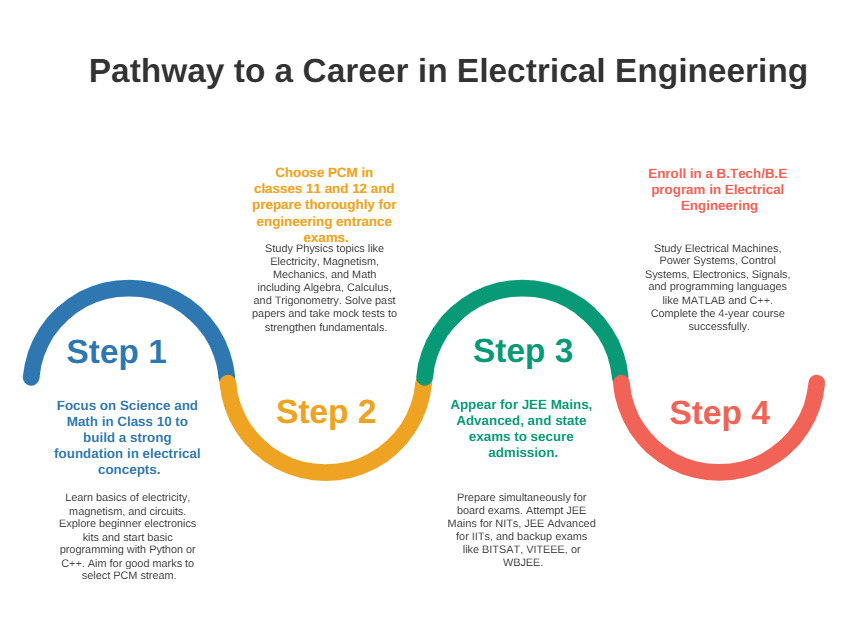 Pathway to a Career in Electrical Engineering
Step 1
Focus on Science and
Math in Class 10 to
build a strong
foundation in electrical
concepts.
Learn basics of electricity,
magnetism, and circuits.
Explore beginner electronics
kits and start basic
programming with Python or
C++. Aim for good marks to
select PCM stream.
Choose PCM in
classes 11 and 12 and
prepare thoroughly for
engineering entrance
exams.
Study Physics topics like
Electricity, Magnetism,
Mechanics, and Math
including Algebra, Calculus,
and Trigonometry. Solve past
papers and take mock tests to
strengthen fundamentals.
Step 2
Step 3
Appear for JEE Mains,
Advanced, and state
exams to secure
admission.
Prepare simultaneously for
board exams. Attempt JEE
Mains for NITs, JEE Advanced
for IITs, and backup exams
like BITSAT, VITEEE, or
WBJEE.
Enroll in a B.Tech/B.E
program in Electrical
Engineering
Study Electrical Machines,
Power Systems, Control
Systems, Electronics, Signals,
and programming languages
like MATLAB and C++.
Complete the 4-year course
successfully.
Step 4